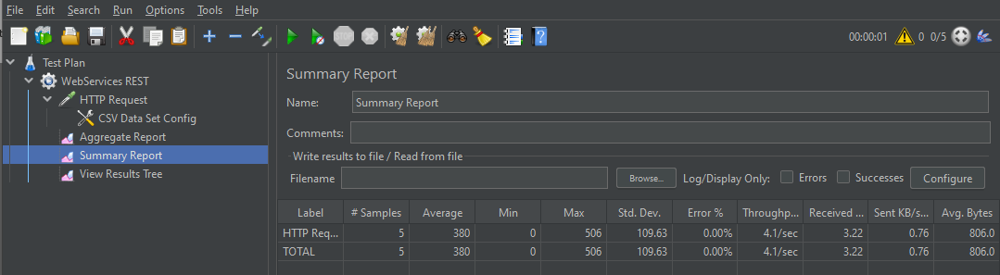 File Edit Search Run Options Tools Help
00:00:01 0 0/5
Test Plan
WebServices REST
HTTP Request
CSV Data Set Config
Aggregate Report
Summary Report
View Results Tree
Summary Report
Name: Summary Report
Comments:
Write results to file / Read from file
Filename Browse... Log/Display Only: Errors Successes Configure
Label # Samples Average Min Max Std. Dev. Error % Throughp... Received ... Sent KB/s... Avg. Bytes
HTTP Req... 5 380 0 506 109.63 0.00% 4.1/sec 3.22 0.76 806.0
TOTAL 5 380 0 506 109.63 0.00% 4.1/sec 3.22 0.76 806.0